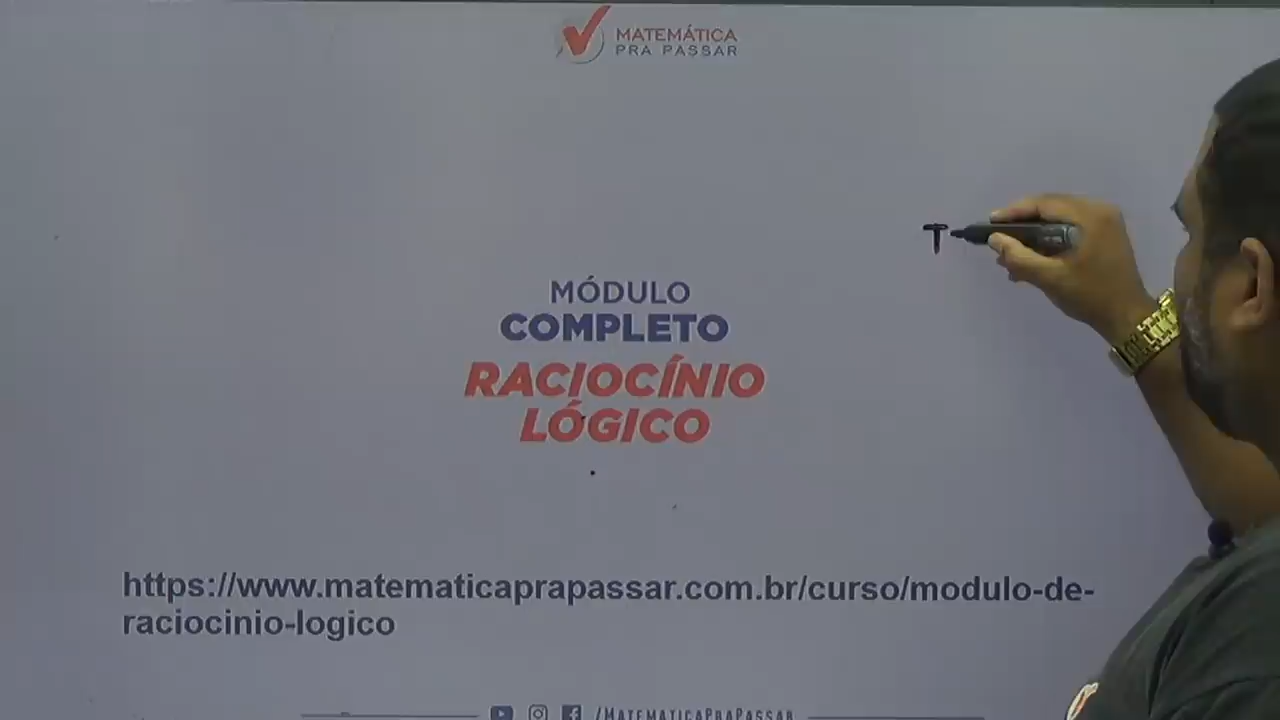 MATEMÁTICA
PRA PASSAR
T
MÓDULO
COMPLETO
RACIOCÍNIO
LÓGICO
https://www.matematicaprapassar.com.br/curso/modulo-de-
raciocinio-logico
/MATEMATICAPRAPASSAR